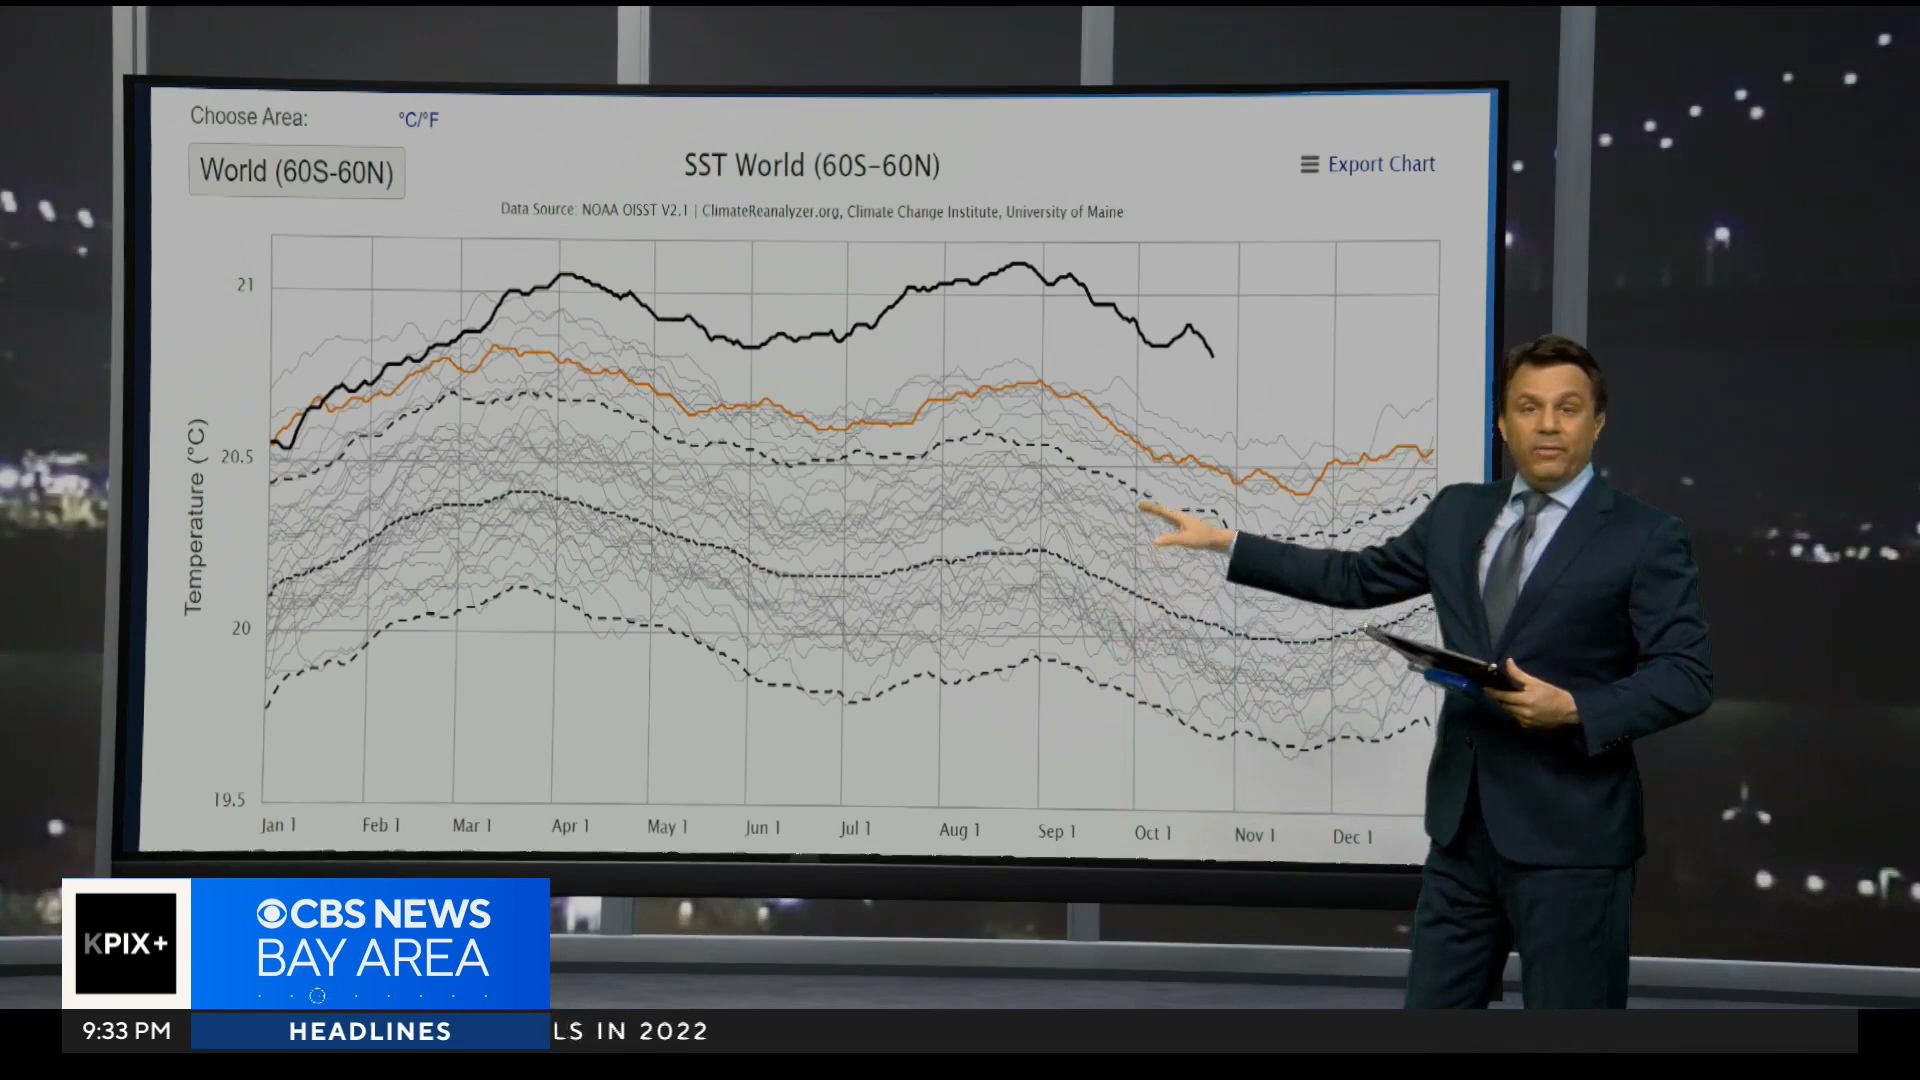 Choose Area:
°C/°F
World (60S-60N)
SST World (60S-60N)
Export Chart
Data Source: NOAA OISST V2.1 | ClimateReanalyzer.org, Climate Change Institute, University of Maine
21
20.5
20
19.5
Temperature (°C)
Jan 1
Feb 1
Mar 1
Apr 1
May 1
Jun 1
Jul 1
Aug 1
Sep 1
Oct 1
Nov 1
Dec 1
KPIX+
CBS NEWS
BAY AREA
9:33 PM
HEADLINES
LS IN 2022